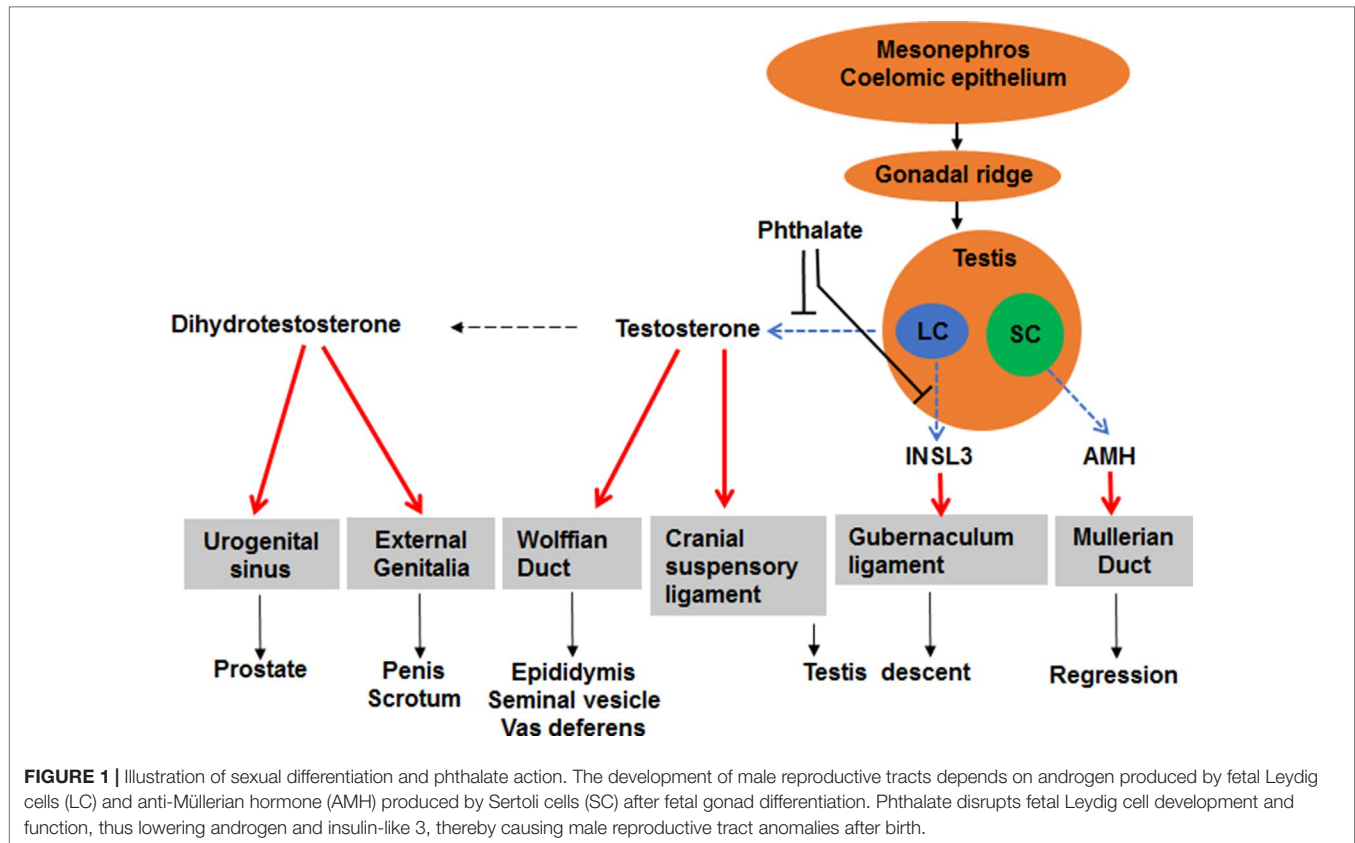 Mesonephros
Coelomic epithelium
Gonadal ridge
Phthalate
Testis
Dihydrotestosterone
Testosterone
LC
SC
INSL3
AMH
Urogenital
sinus
External
Genitalia
Wolffian
Duct
Cranial
suspensory
ligament
Gubernaculum
ligament
Mullerian
Duct
Prostate
Penis
Scrotum
Epididymis
Seminal vesicle
Vas deferens
Testis descent
Regression
FIGURE 1 | Illustration of sexual differentiation and phthalate action. The development of male reproductive tracts depends on androgen produced by fetal Leydig
cells (LC) and anti-Müllerian hormone (AMH) produced by Sertoli cells (SC) after fetal gonad differentiation. Phthalate disrupts fetal Leydig cell development and
function, thus lowering androgen and insulin-like 3, thereby causing male reproductive tract anomalies after birth.